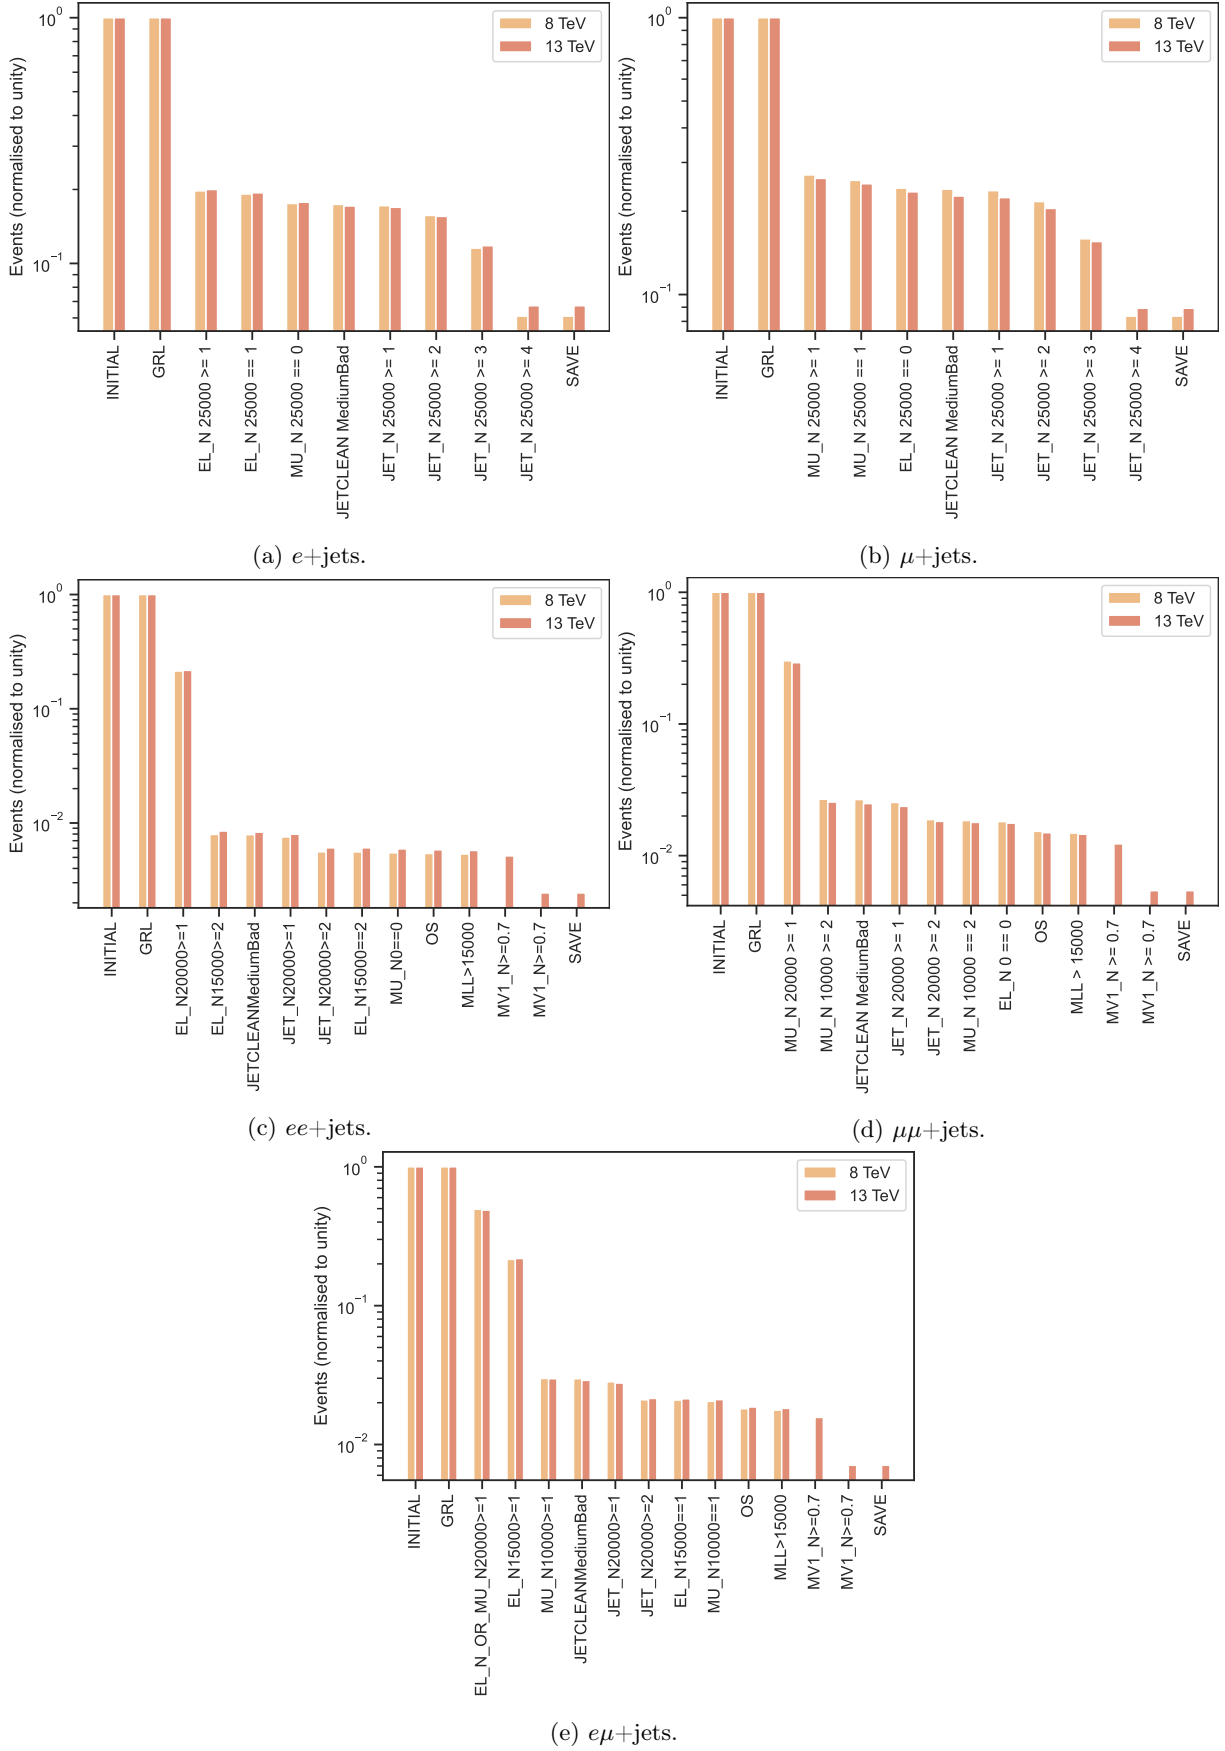 10^0
10^−1
Events (normalised to unity)
8 TeV
13 TeV
INITIAL
GRL
EL_N 25000 >= 1
EL_N 25000 == 1
MU_N 25000 == 0
JETCLEAN MediumBad
JET_N 25000 >= 1
JET_N 25000 >= 2
JET_N 25000 >= 3
JET_N 25000 >= 4
SAVE
(a) e+jets.
10^0
10^−1
Events (normalised to unity)
8 TeV
13 TeV
INITIAL
GRL
MU_N 25000 >= 1
MU_N 25000 == 1
EL_N 25000 == 0
JETCLEAN MediumBad
JET_N 25000 >= 1
JET_N 25000 >= 2
JET_N 25000 >= 3
JET_N 25000 >= 4
SAVE
(b) μ+jets.
10^0
10^−1
10^−2
Events (normalised to unity)
8 TeV
13 TeV
INITIAL
GRL
EL_N20000>=1
EL_N15000>=2
JETCLEANMediumBad
JET_N20000>=1
JET_N20000>=2
EL_N15000==2
MU_N0==0
OS
MLL>15000
MV1_N>=0.7
MV1_N>=0.7
SAVE
(c) ee+jets.
10^0
10^−1
10^−2
Events (normalised to unity)
8 TeV
13 TeV
INITIAL
GRL
MU_N 20000 >= 1
MU_N 10000 >= 2
JETCLEAN MediumBad
JET_N 20000 >= 1
JET_N 20000 >= 2
MU_N 10000 == 2
EL_N 0 == 0
OS
MLL > 15000
MV1_N >= 0.7
MV1_N >= 0.7
SAVE
(d) μμ+jets.
10^0
10^−1
10^−2
Events (normalised to unity)
8 TeV
13 TeV
INITIAL
GRL
EL_N_OR_MU_N20000>=1
EL_N15000>=1
MU_N10000>=1
JETCLEANMediumBad
JET_N20000>=1
JET_N20000>=2
EL_N15000==1
MU_N10000==1
OS
MLL>15000
MV1_N>=0.7
MV1_N>=0.7
SAVE
(e) eμ+jets.